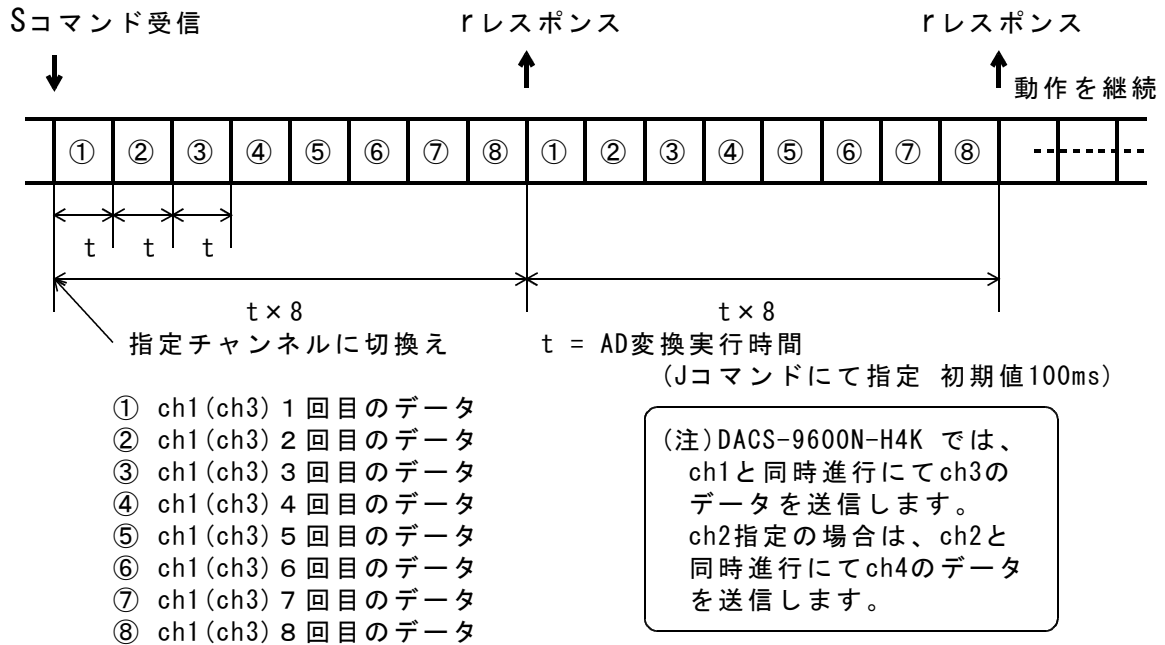 Sコマンド受信 rレスポンス rレスポンス
動作を継続
① ② ③ ④ ⑤ ⑥ ⑦ ⑧ ① ② ③ ④ ⑤ ⑥ ⑦ ⑧
t t t
t×8 t×8
指定チャンネルに切換え t = AD変換実行時間
(Jコマンドにて指定 初期値100ms)
① ch1(ch3)1回目のデータ
② ch1(ch3)2回目のデータ
③ ch1(ch3)3回目のデータ
④ ch1(ch3)4回目のデータ
⑤ ch1(ch3)5回目のデータ
⑥ ch1(ch3)6回目のデータ
⑦ ch1(ch3)7回目のデータ
⑧ ch1(ch3)8回目のデータ
(注)DACS-9600N-H4K では、
ch1と同時進行にてch3の
データを送信します。
ch2指定の場合は、ch2と
同時進行にてch4のデータ
を送信します。